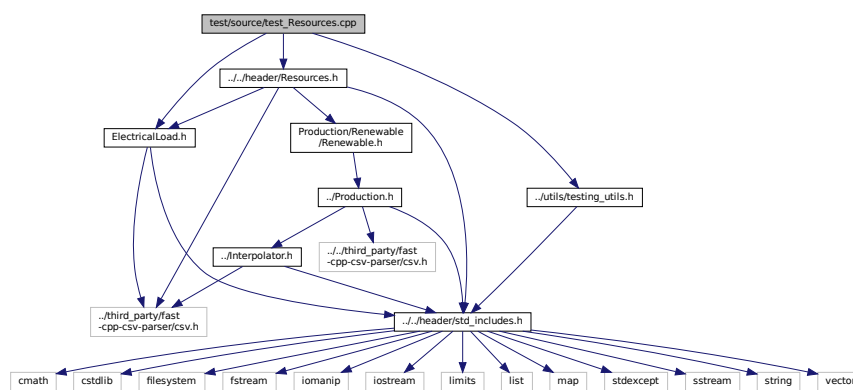 test/source/test_Resources.cpp
../../header/Resources.h
ElectricalLoad.h
Production/Renewable
/Renewable.h
../Production.h
../utils/testing_utils.h
../Interpolator.h
../../third_party/fast
-cpp-csv-parser/csv.h
../third_party/fast
-cpp-csv-parser/csv.h
../../header/std_includes.h
cmath
cstdlib
filesystem
fstream
iomanip
iostream
limits
list
map
stdexcept
sstream
string
vector